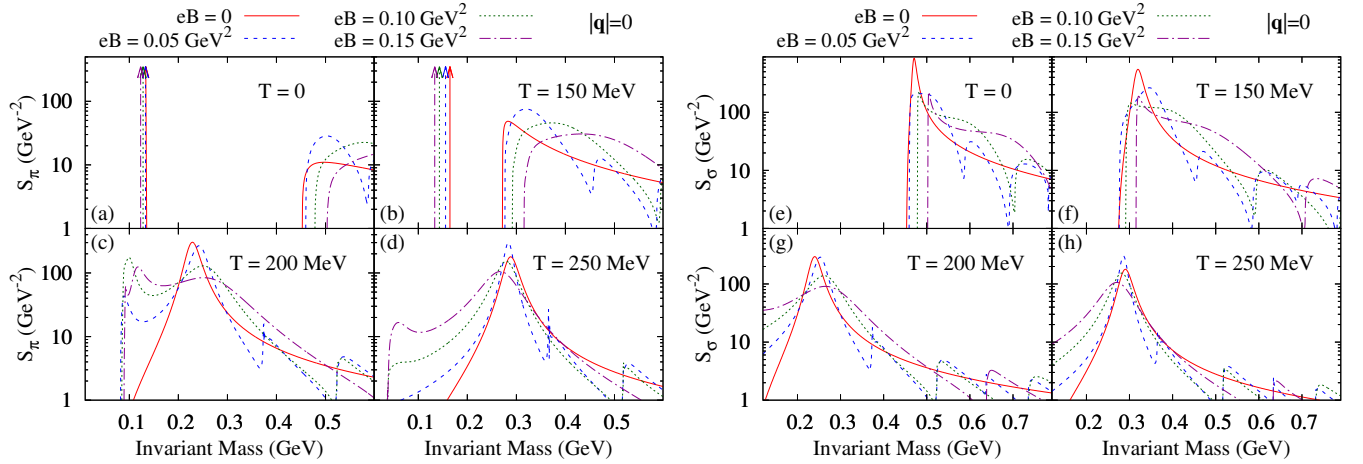 eB = 0
eB = 0.05 GeV²
eB = 0.10 GeV²
eB = 0.15 GeV²
|q|=0
S_π (GeV⁻²)
100
10
1
T = 0
(a)
T = 150 MeV
(b)
S_π (GeV⁻²)
100
10
1
(c)
T = 200 MeV
(d)
T = 250 MeV
0.1 0.2 0.3 0.4 0.5
0.1 0.2 0.3 0.4 0.5
Invariant Mass (GeV)
Invariant Mass (GeV)
eB = 0
eB = 0.05 GeV²
eB = 0.10 GeV²
eB = 0.15 GeV²
|q|=0
S_σ (GeV⁻²)
100
10
1
T = 0
(e)
T = 150 MeV
(f)
S_σ (GeV⁻²)
100
10
1
(g)
T = 200 MeV
(h)
T = 250 MeV
0.2 0.3 0.4 0.5 0.6 0.7
0.2 0.3 0.4 0.5 0.6 0.7
Invariant Mass (GeV)
Invariant Mass (GeV)